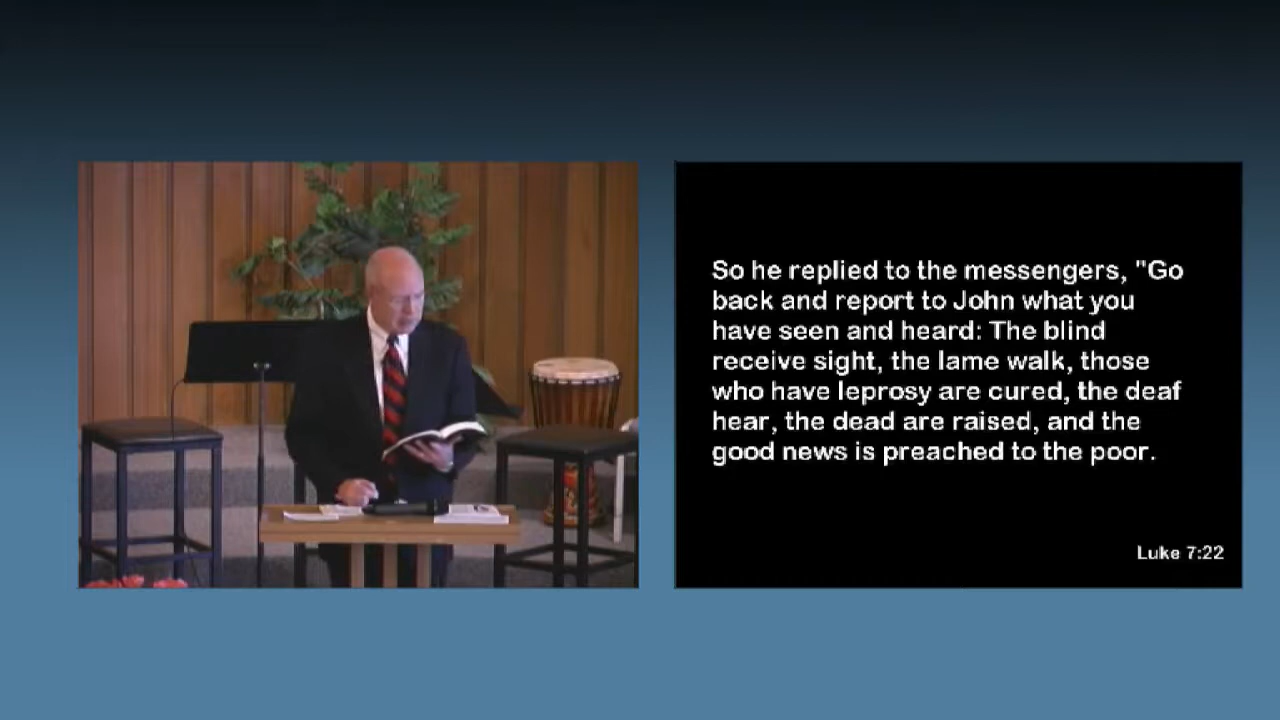 So he replied to the messengers, "Go
back and report to John what you
have seen and heard: The blind
receive sight, the lame walk, those
who have leprosy are cured, the deaf
hear, the dead are raised, and the
good news is preached to the poor.
Luke 7:22